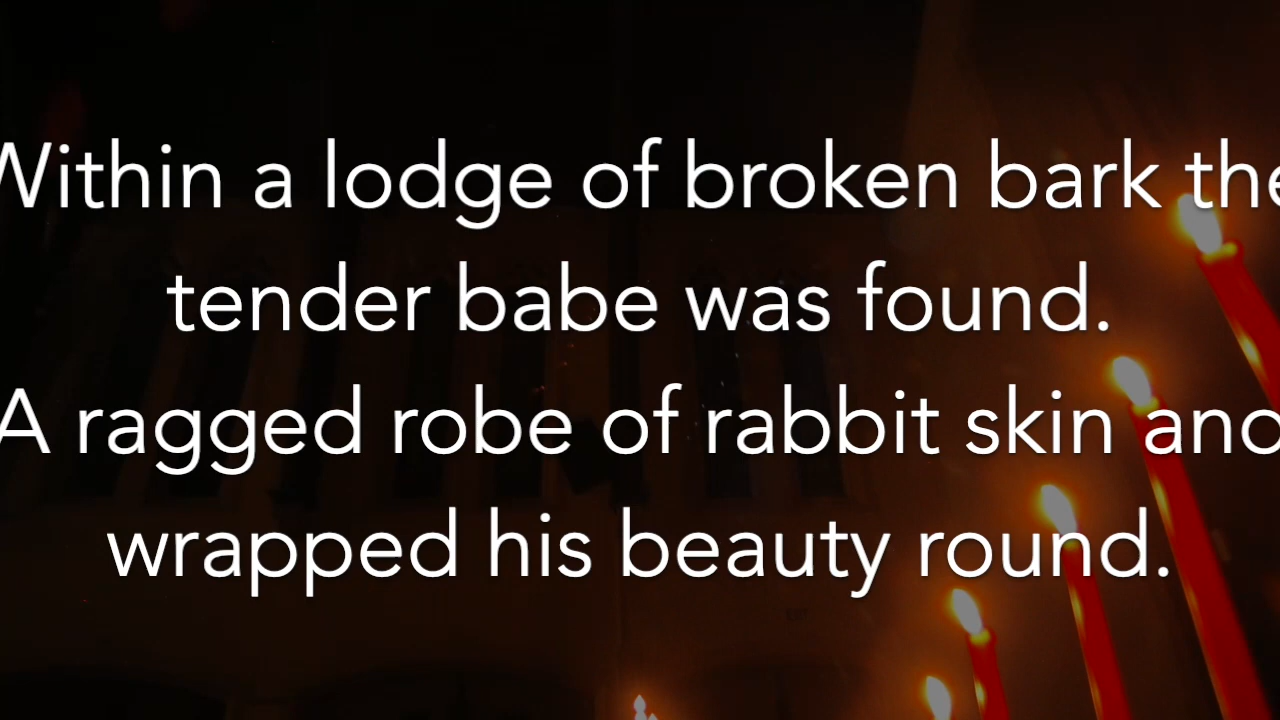 Within a lodge of broken bark the
tender babe was found.
A ragged robe of rabbit skin and
wrapped his beauty round.